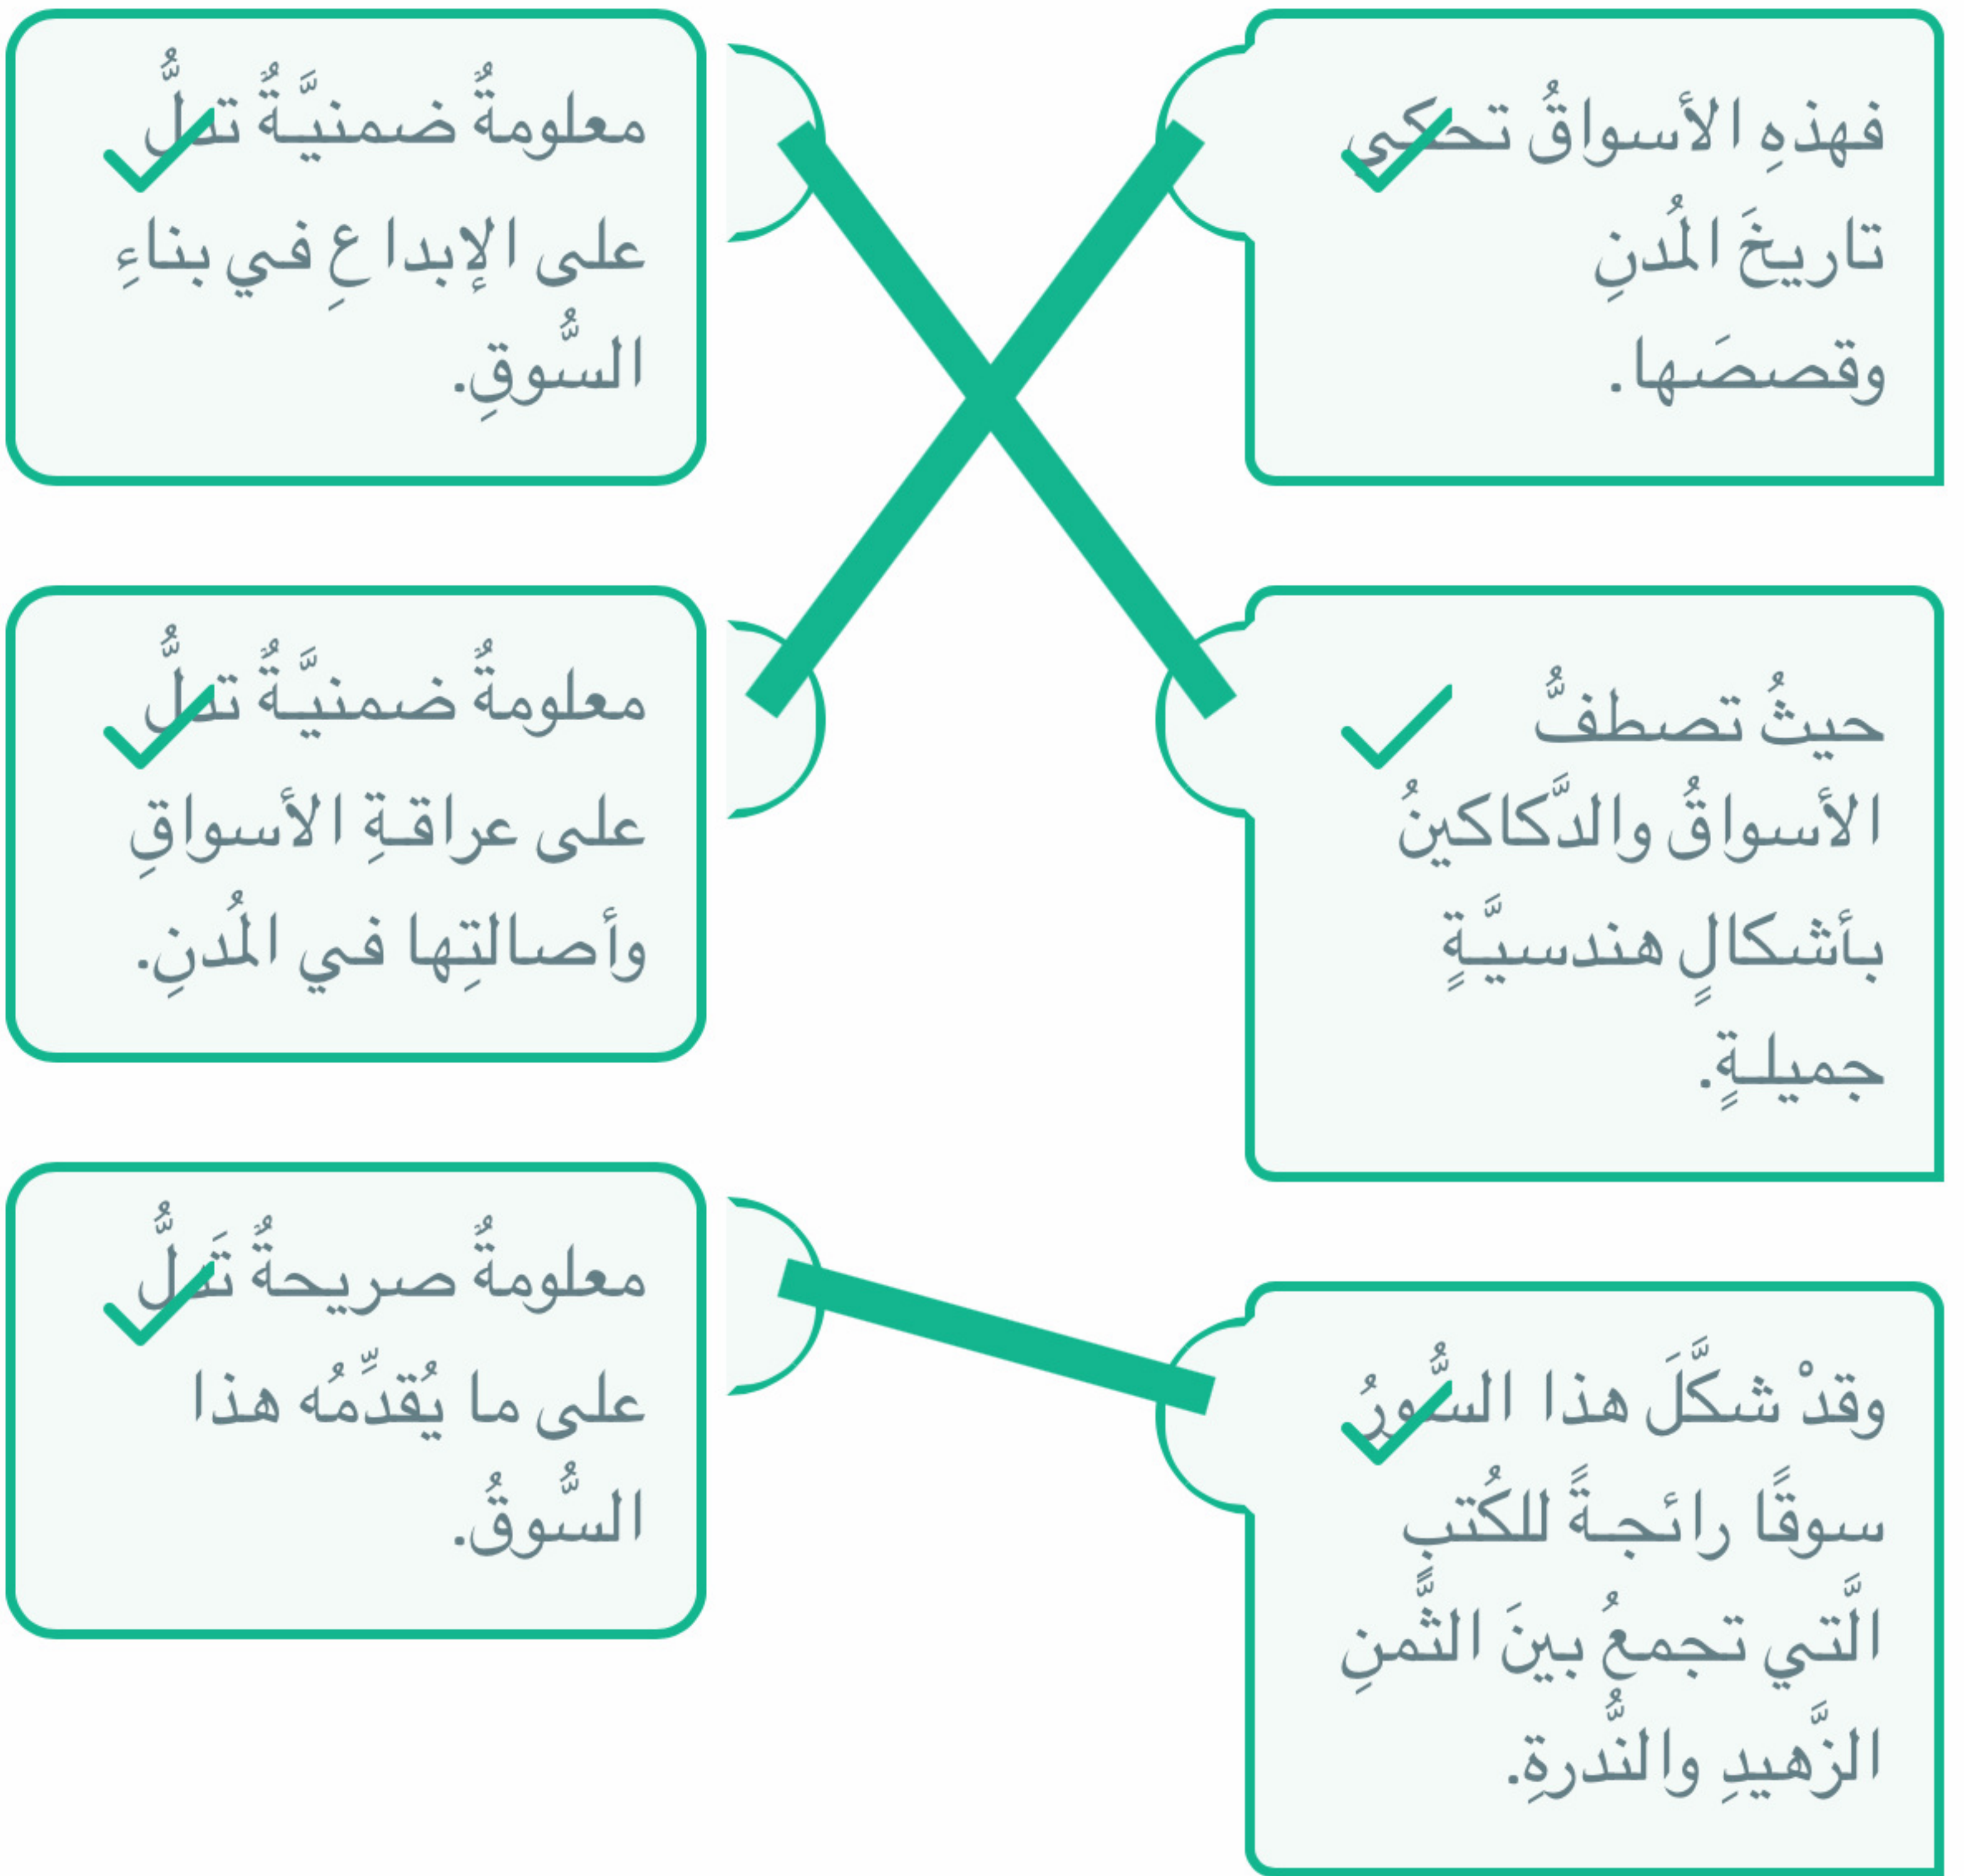 فهذهِ الأسواقُ تحكي
تاريخَ المُدنِ
وقصصَها.
حيثُ تصطفُّ
الأسواقُ والدَّكاكينُ
بأشكالٍ هندسيَّةٍ
جميلةٍ.
وقدْ شكَّلَ هذا السُّورُ
سوقًا رائجةً للكُتبِ
الَّتي تجمعُ بينَ الثَّمنِ
الزَّهيدِ والنُّدرةِ.
معلومةٌ ضمنيَّةٌ تدلُّ
على الإبداعِ في بناءِ
السُّوقِ.
معلومةٌ ضمنيَّةٌ تدلُّ
على عراقةِ الأسواقِ
وأصالتِها في المُدنِ.
معلومةٌ صريحةٌ تَدلُّ
على ما يُقدِّمُه هذا
السُّوقُ.